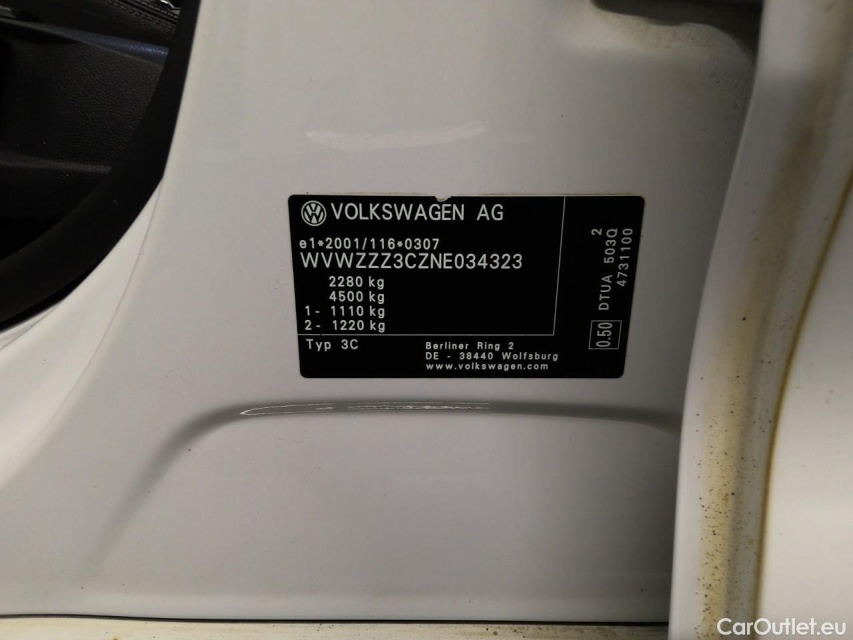 VOLKSWAGEN AG
e1*2001/116*0307
WVWZZZ3CZNE034323
2280 kg
4500 kg
1- 1110 kg
2- 1220 kg
Typ 3C
Berliner Ring 2
DE - 38440 Wolfsburg
www.volkswagen.com
0.50
DTUA 503Q 2
4731100
CarOutlet.eu